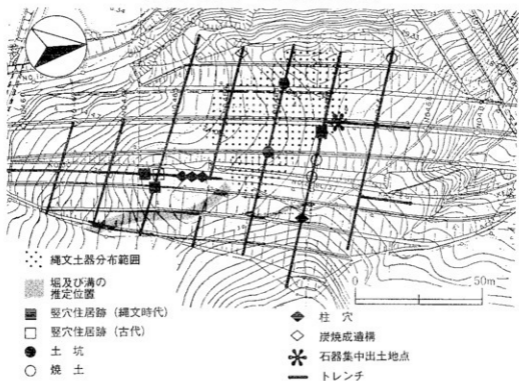 縄文土器分布範囲
堀及び溝の
推定位置
竪穴住居跡（縄文時代）
竪穴住居跡（古代）
土 坑
焼 土
0 50m
柱 穴
炭焼成遺構
石器集中出土地点
トレンチ